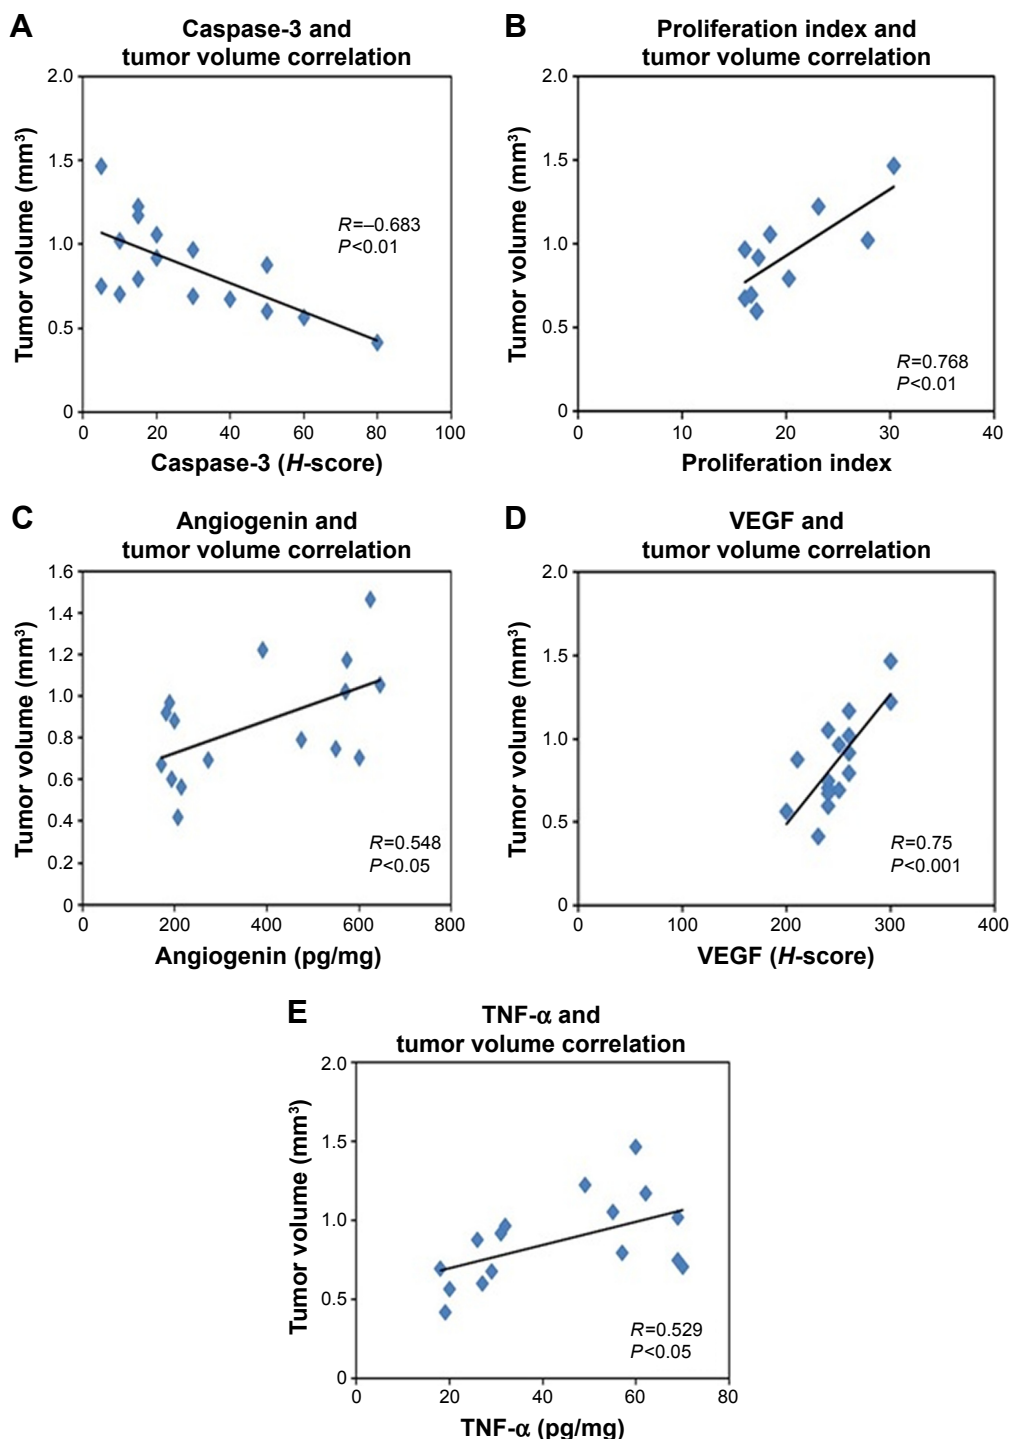 A
Caspase-3 and
tumor volume correlation
2.0
1.5
1.0
0.5
0
Tumor volume (mm³)
R=–0.683
P<0.01
0 20 40 60 80 100
Caspase-3 (H-score)
B
Proliferation index and
tumor volume correlation
2.0
1.5
1.0
0.5
0
Tumor volume (mm³)
R=0.768
P<0.01
0 10 20 30 40
Proliferation index
C
Angiogenin and
tumor volume correlation
1.6
1.4
1.2
1.0
0.8
0.6
0.4
0.2
0
Tumor volume (mm³)
R=0.548
P<0.05
0 200 400 600 800
Angiogenin (pg/mg)
D
VEGF and
tumor volume correlation
2.0
1.5
1.0
0.5
0
Tumor volume (mm³)
R=0.75
P<0.001
0 100 200 300 400
VEGF (H-score)
E
TNF-α and
tumor volume correlation
2.0
1.5
1.0
0.5
0
Tumor volume (mm³)
R=0.529
P<0.05
0 20 40 60 80
TNF-α (pg/mg)